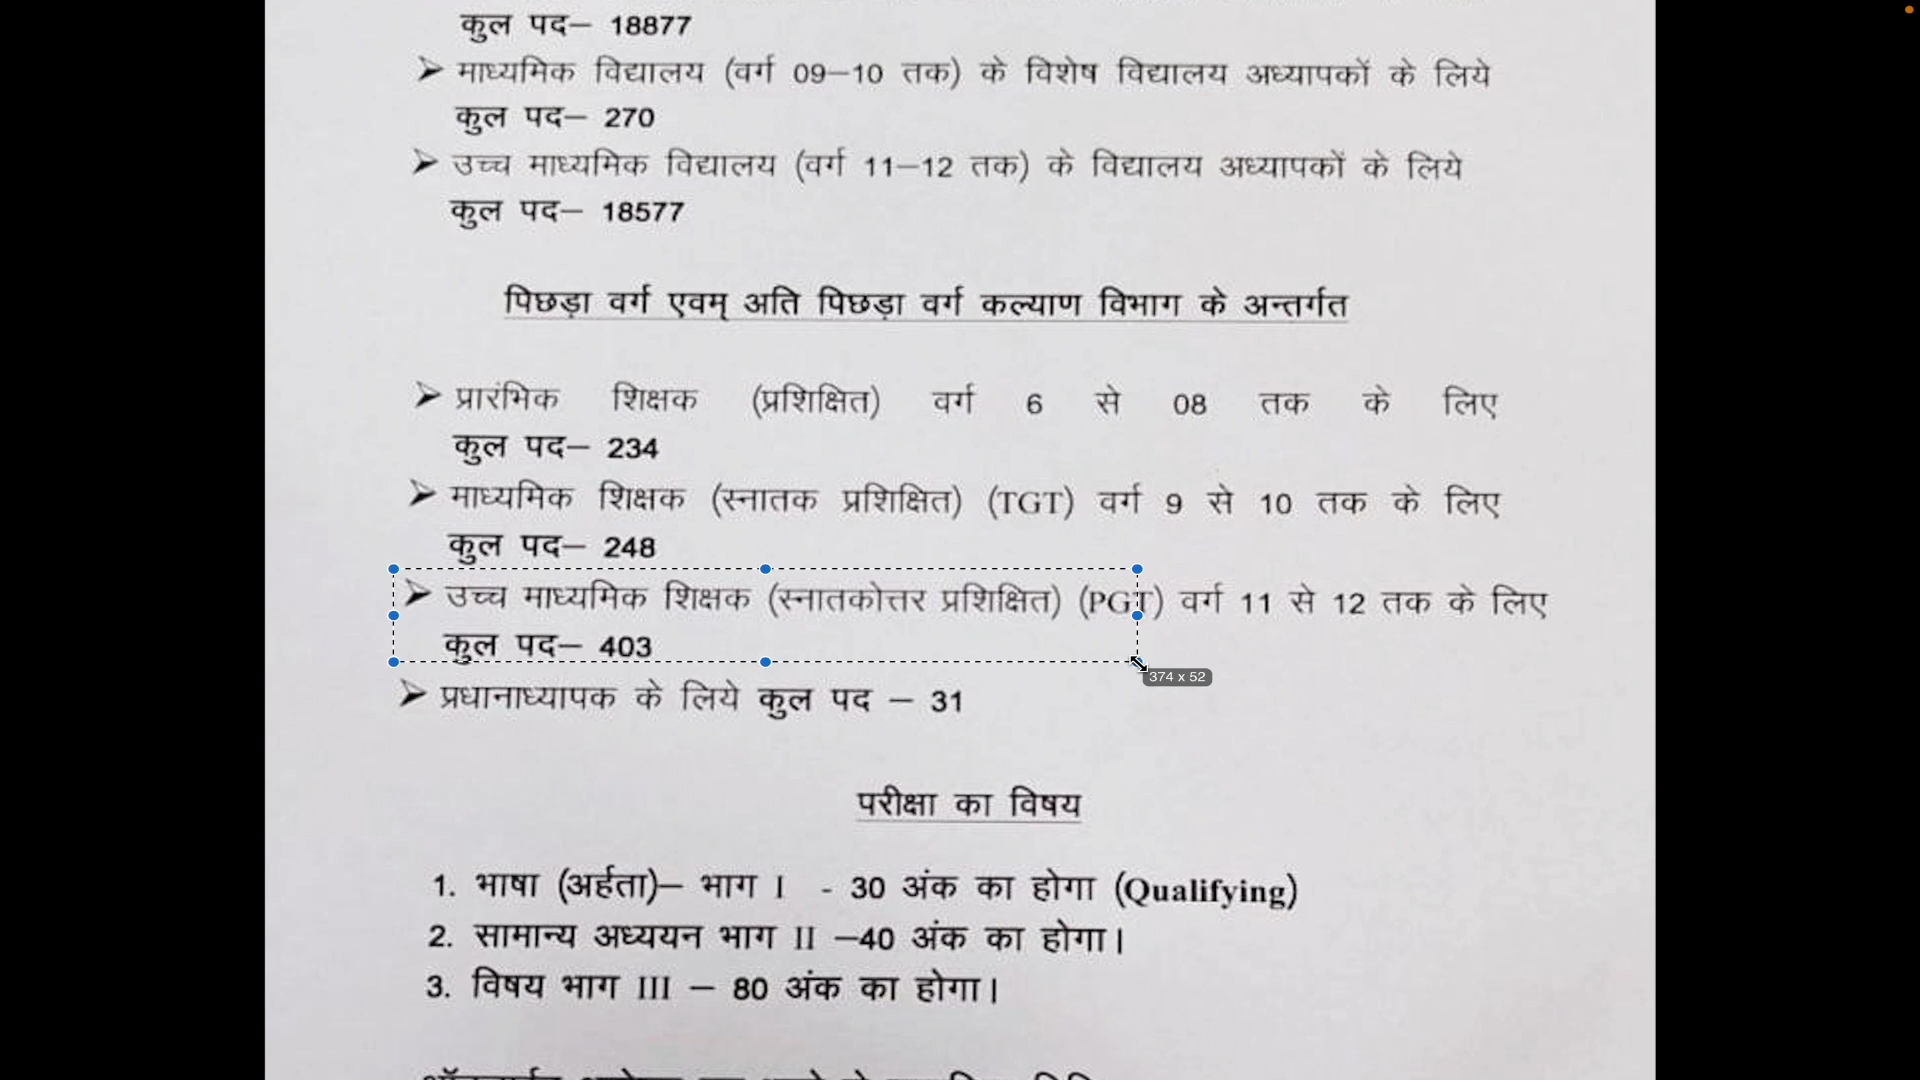 कुल पद– 18877
➢ माध्यमिक विद्यालय (वर्ग 09–10 तक) के विशेष विद्यालय अध्यापकों के लिये
कुल पद– 270
➢ उच्च माध्यमिक विद्यालय (वर्ग 11–12 तक) के विद्यालय अध्यापकों के लिये
कुल पद– 18577
पिछड़ा वर्ग एवम् अति पिछड़ा वर्ग कल्याण विभाग के अन्तर्गत
➢ प्रारंभिक शिक्षक (प्रशिक्षित) वर्ग 6 से 08 तक के लिए
कुल पद– 234
➢ माध्यमिक शिक्षक (स्नातक प्रशिक्षित) (TGT) वर्ग 9 से 10 तक के लिए
कुल पद– 248
➢ उच्च माध्यमिक शिक्षक (स्नातकोत्तर प्रशिक्षित) (PGT) वर्ग 11 से 12 तक के लिए
कुल पद– 403
374 x 52
➢ प्रधानाध्यापक के लिये कुल पद – 31
परीक्षा का विषय
1. भाषा (अर्हता)– भाग I - 30 अंक का होगा (Qualifying)
2. सामान्य अध्ययन भाग II –40 अंक का होगा।
3. विषय भाग III – 80 अंक का होगा।